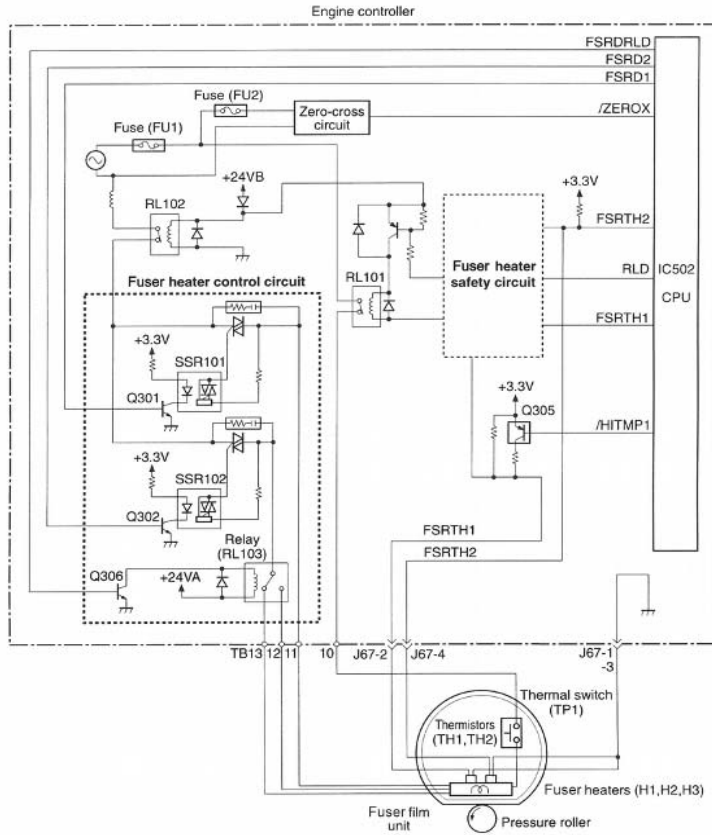 Engine controller
FSRDRLD
FSRD2
FSRD1
Fuse (FU2)
Zero-cross
circuit
/ZEROX
Fuse (FU1)
+24VB
+3.3V
RL102
FSRTH2
Fuser heater
safety circuit
RLD
IC502
CPU
RL101
Fuser heater control circuit
FSRTH1
+3.3V
SSR101
+3.3V
Q305
Q301
/HITMP1
+3.3V
SSR102
Q302
FSRTH1
Relay
(RL103)
FSRTH2
Q306
+24VA
TB13 12 11 10 J67-2 J67-4 J67-1
-3
Thermal switch
(TP1)
Thermistors
(TH1,TH2)
Fuser heaters (H1,H2,H3)
Fuser film
unit
Pressure roller